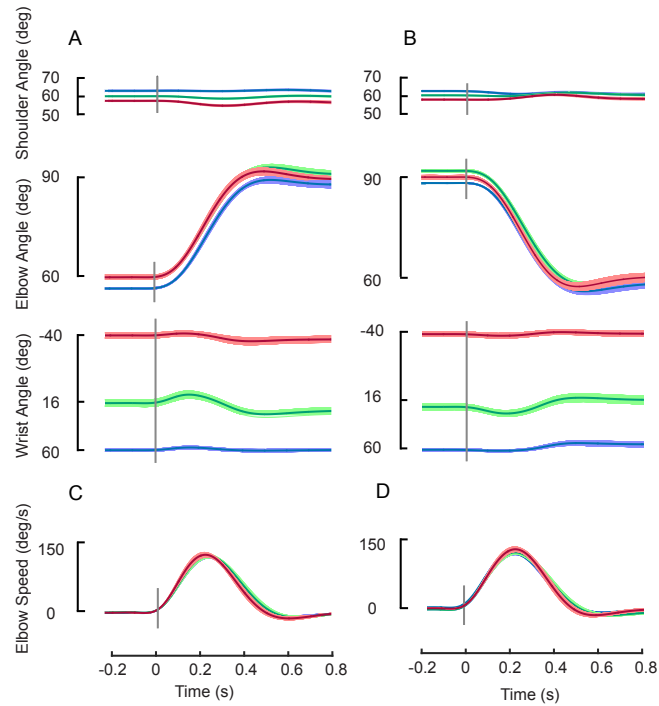 A
B
Shoulder Angle (deg)
70
60
50
70
60
50
Elbow Angle (deg)
90
60
90
60
Wrist Angle (deg)
-40
16
60
-40
16
60
C
D
Elbow Speed (deg/s)
150
0
150
0
-0.2 0 0.2 0.4 0.6 0.8
-0.2 0 0.2 0.4 0.6 0.8
Time (s)
Time (s)